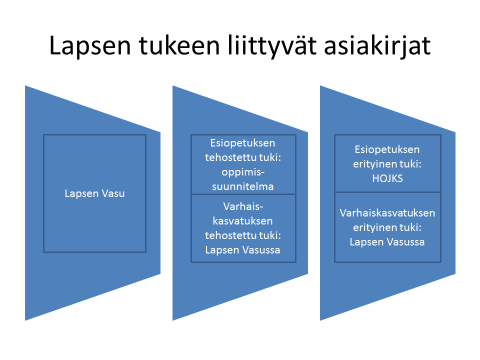 Lapsen tukeen liittyvät asiakirjat
Lapsen Vasu
Esiopetuksen
tehostettu tuki:
oppimis-
suunnitelma
Varhais-
kasvatuksen
tehostettu tuki:
Lapsen Vasussa
Esiopetuksen
erityinen tuki:
HOJKS
Varhaiskasvatuksen
erityinen tuki:
Lapsen Vasussa